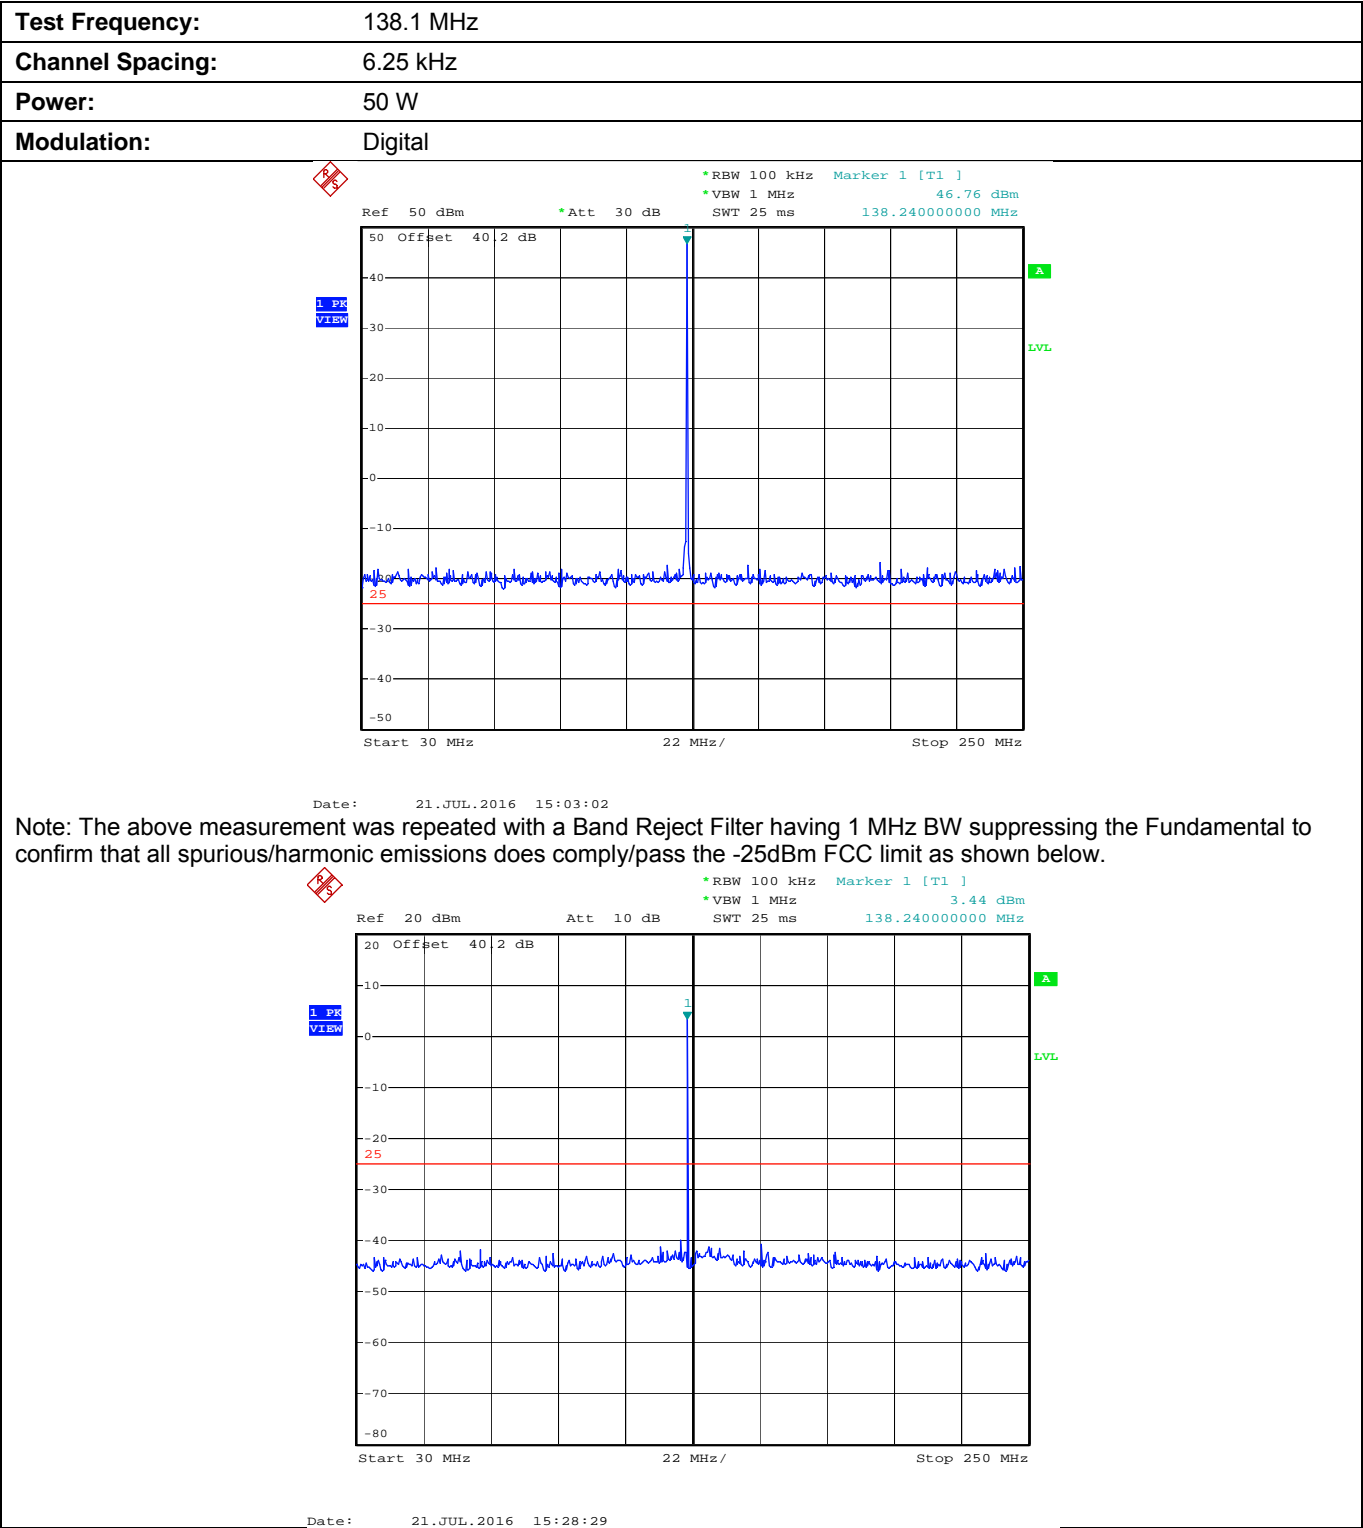 Test Frequency: 138.1 MHz
Channel Spacing: 6.25 kHz
Power: 50 W
Modulation: Digital
R S
*RBW 100 kHz Marker 1 [T1 ]
*VBW 1 MHz 46.76 dBm
Ref 50 dBm *Att 30 dB SWT 25 ms 138.240000000 MHz
50 Offset 40.2 dB
1
A
40
1 PK
VIEW
30
LVL
20
10
0
-10
-20
25
-30
-40
-50
Start 30 MHz 22 MHz/ Stop 250 MHz
Date: 21.JUL.2016 15:03:02
Note: The above measurement was repeated with a Band Reject Filter having 1 MHz BW suppressing the Fundamental to
confirm that all spurious/harmonic emissions does comply/pass the -25dBm FCC limit as shown below.
R S
*RBW 100 kHz Marker 1 [T1 ]
*VBW 1 MHz 3.44 dBm
Ref 20 dBm Att 10 dB SWT 25 ms 138.240000000 MHz
20 Offset 40.2 dB
A
10
1
1 PK
VIEW
0
LVL
-10
-20
25
-30
-40
-50
-60
-70
-80
Start 30 MHz 22 MHz/ Stop 250 MHz
Date: 21.JUL.2016 15:28:29